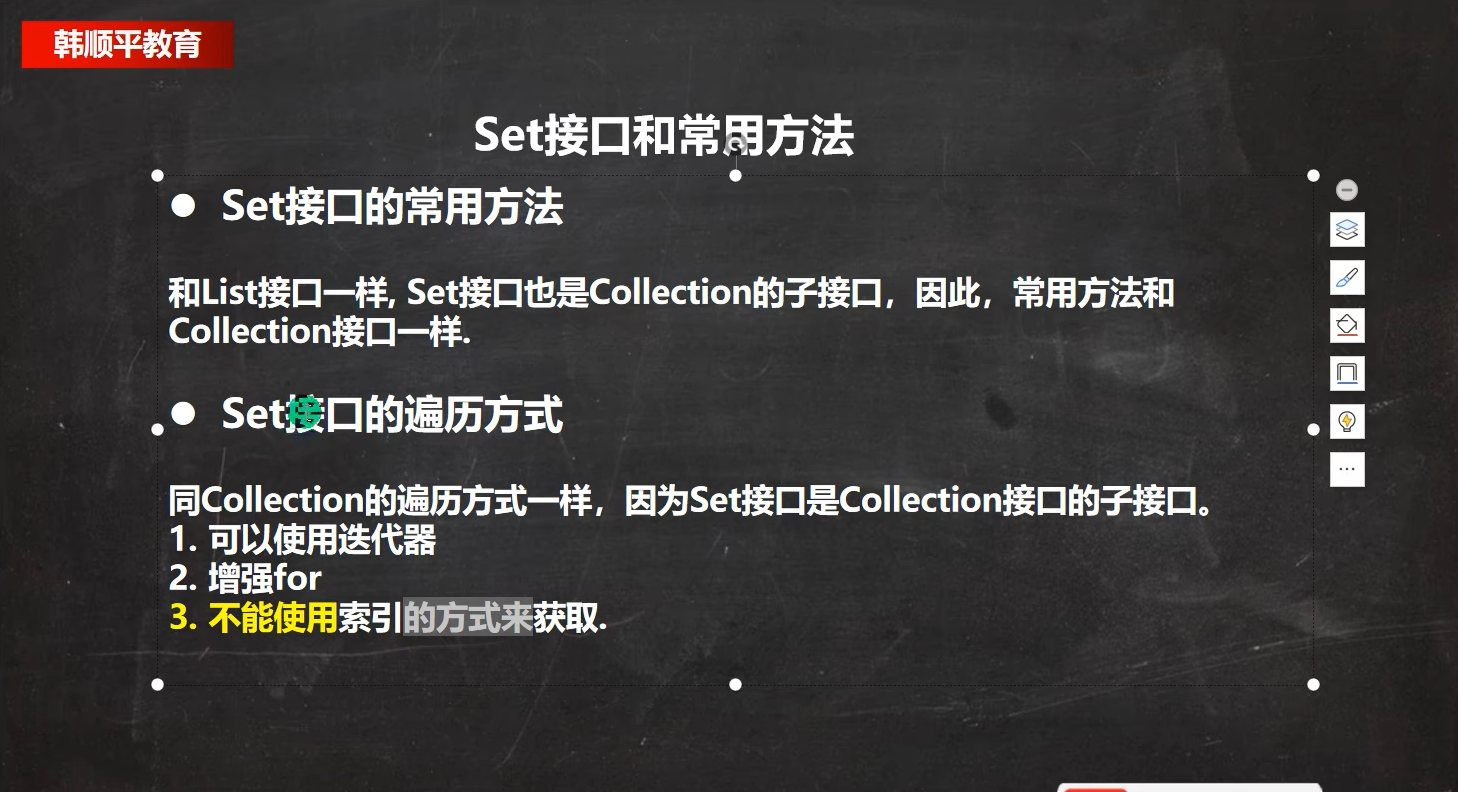 韩顺平教育
Set接口和常用方法
● Set接口的常用方法
和List接口一样, Set接口也是Collection的子接口，因此，常用方法和
Collection接口一样.
● Set接口的遍历方式
同Collection的遍历方式一样，因为Set接口是Collection接口的子接口。
1. 可以使用迭代器
2. 增强for
3. 不能使用索引的方式来获取.